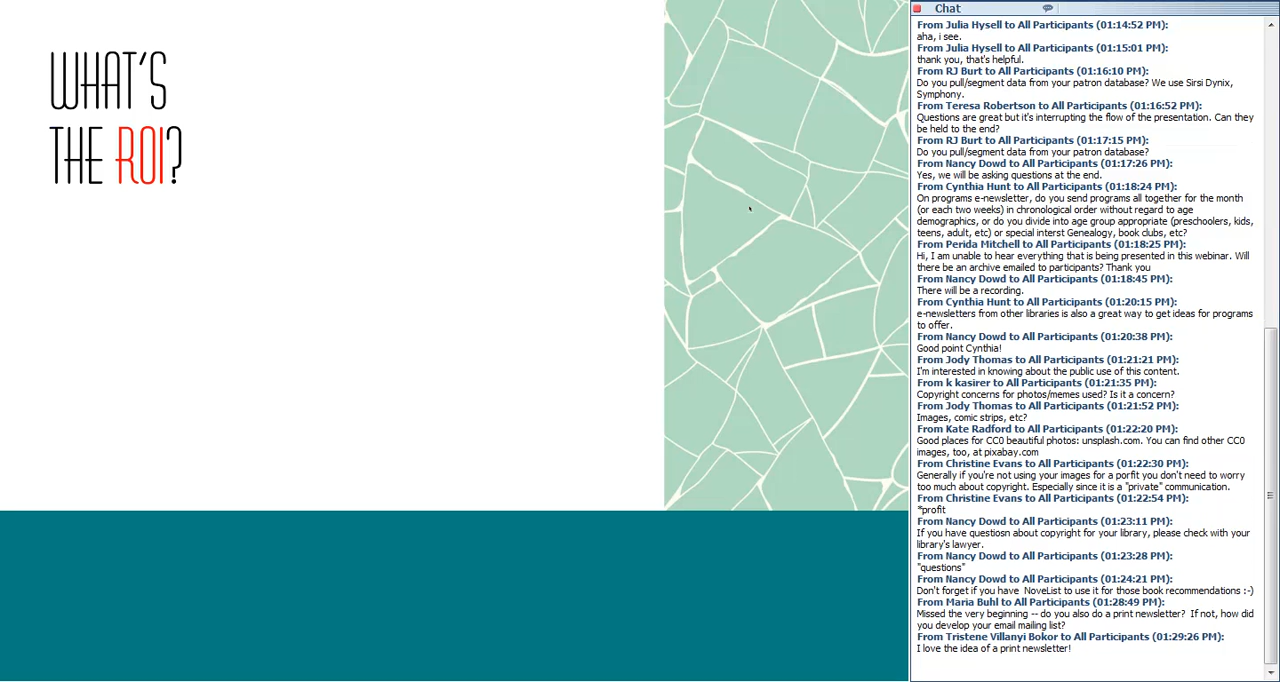 WHAT'S
THE ROI?
Chat
From Julia Hysell to All Participants (01:14:52 PM):
aha, i see.
From Julia Hysell to All Participants (01:15:01 PM):
thank you, that's helpful.
From RJ Burt to All Participants (01:16:10 PM):
Do you pull/segment data from your patron database? We use Sirsi Dynix,
Symphony.
From Teresa Robertson to All Participants (01:16:52 PM):
Questions are great but it's interrupting the flow of the presentation. Can they
be held to the end?
From RJ Burt to All Participants (01:17:15 PM):
Do you pull/segment data from your patron database?
From Nancy Dowd to All Participants (01:17:26 PM):
Yes, we will be asking questions at the end.
From Cynthia Hunt to All Participants (01:18:24 PM):
On programs e-newsletter, do you send programs all together for the month
(or each two weeks) in chronological order without regard to age
demographics, or do you divide into age group appropriate (preschoolers, kids,
teens, adult, etc) or special interst Genealogy, book clubs, etc?
From Perida Mitchell to All Participants (01:18:25 PM):
Hi, I am unable to hear everything that is being presented in this webinar. Will
there be an archive emailed to participants? Thank you
From Nancy Dowd to All Participants (01:18:45 PM):
There will be a recording.
From Cynthia Hunt to All Participants (01:20:15 PM):
e-newsletters from other libraries is also a great way to get ideas for programs
to offer.
From Nancy Dowd to All Participants (01:20:38 PM):
Good point Cynthia!
From Jody Thomas to All Participants (01:21:21 PM):
I'm interested in knowing about the public use of this content.
From k kasirer to All Participants (01:21:35 PM):
Copyright concerns for photos/memes used? Is it a concern?
From Jody Thomas to All Participants (01:21:52 PM):
Images, comic strips, etc?
From Kate Radford to All Participants (01:22:20 PM):
Good places for CC0 beautiful photos: unsplash.com. You can find other CC0
images, too, at pixabay.com
From Christine Evans to All Participants (01:22:30 PM):
Generally if you're not using your images for a porfit you don't need to worry
too much about copyright. Especially since it is a "private" communication.
From Christine Evans to All Participants (01:22:54 PM):
*profit
From Nancy Dowd to All Participants (01:23:11 PM):
If you have questiosn about copyright for your library, please check with your
library's lawyer.
From Nancy Dowd to All Participants (01:23:28 PM):
"questions"
From Nancy Dowd to All Participants (01:24:21 PM):
Don't forget if you have NoveList to use it for those book recommendations :-)
From Maria Buhl to All Participants (01:28:49 PM):
Missed the very beginning -- do you also do a print newsletter? If not, how did
you develop your email mailing list?
From Tristene Villanyi Bokor to All Participants (01:29:26 PM):
I love the idea of a print newsletter!